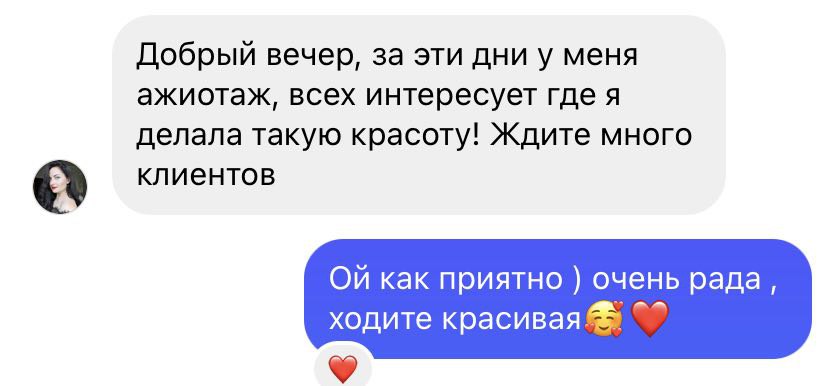 Добрый вечер, за эти дни у меня
ажиотаж, всех интересует где я
делала такую красоту! Ждите много
клиентов
Ой как приятно ) очень рада ,
ходите красивая🥰❤️
❤️